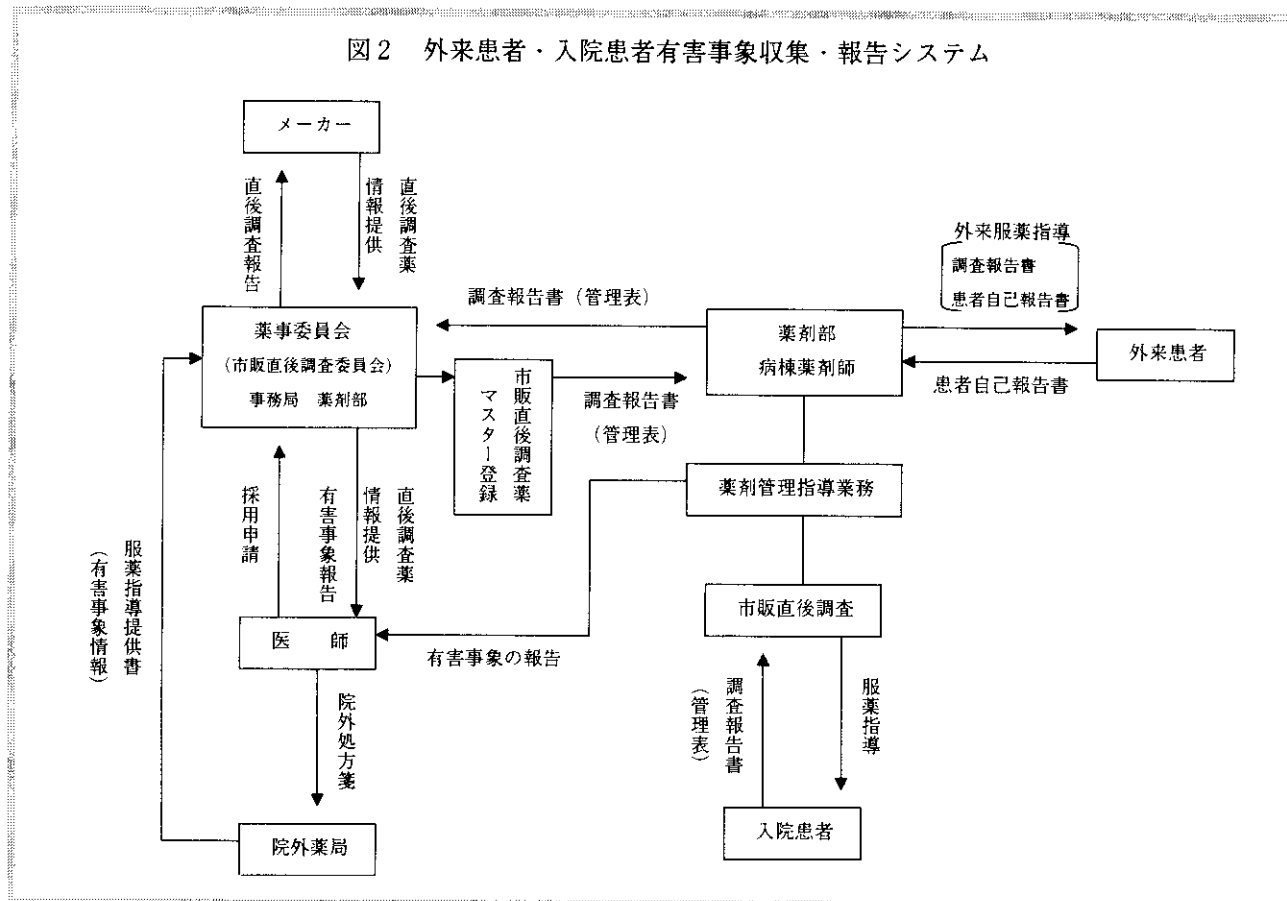 図2 外来患者・入院患者有害事象収集・報告システム
メーカー
直後調査報告
直後調査薬
情報提供
外来服薬指導
調査報告書
患者自己報告書
調査報告書（管理表）
薬事委員会
（市販直後調査委員会）
事務局 薬剤部
市販直後調査薬
マスター登録
調査報告書
（管理表）
薬剤部
病棟薬剤師
外来患者
患者自己報告書
薬剤管理指導業務
採用申請
直後調査薬
情報提供
有害事象報告
服薬指導提供書
（有害事象情報）
医 師
有害事象の報告
市販直後調査
院外処方箋
調査報告書
（管理表）
服薬指導
院外薬局
入院患者